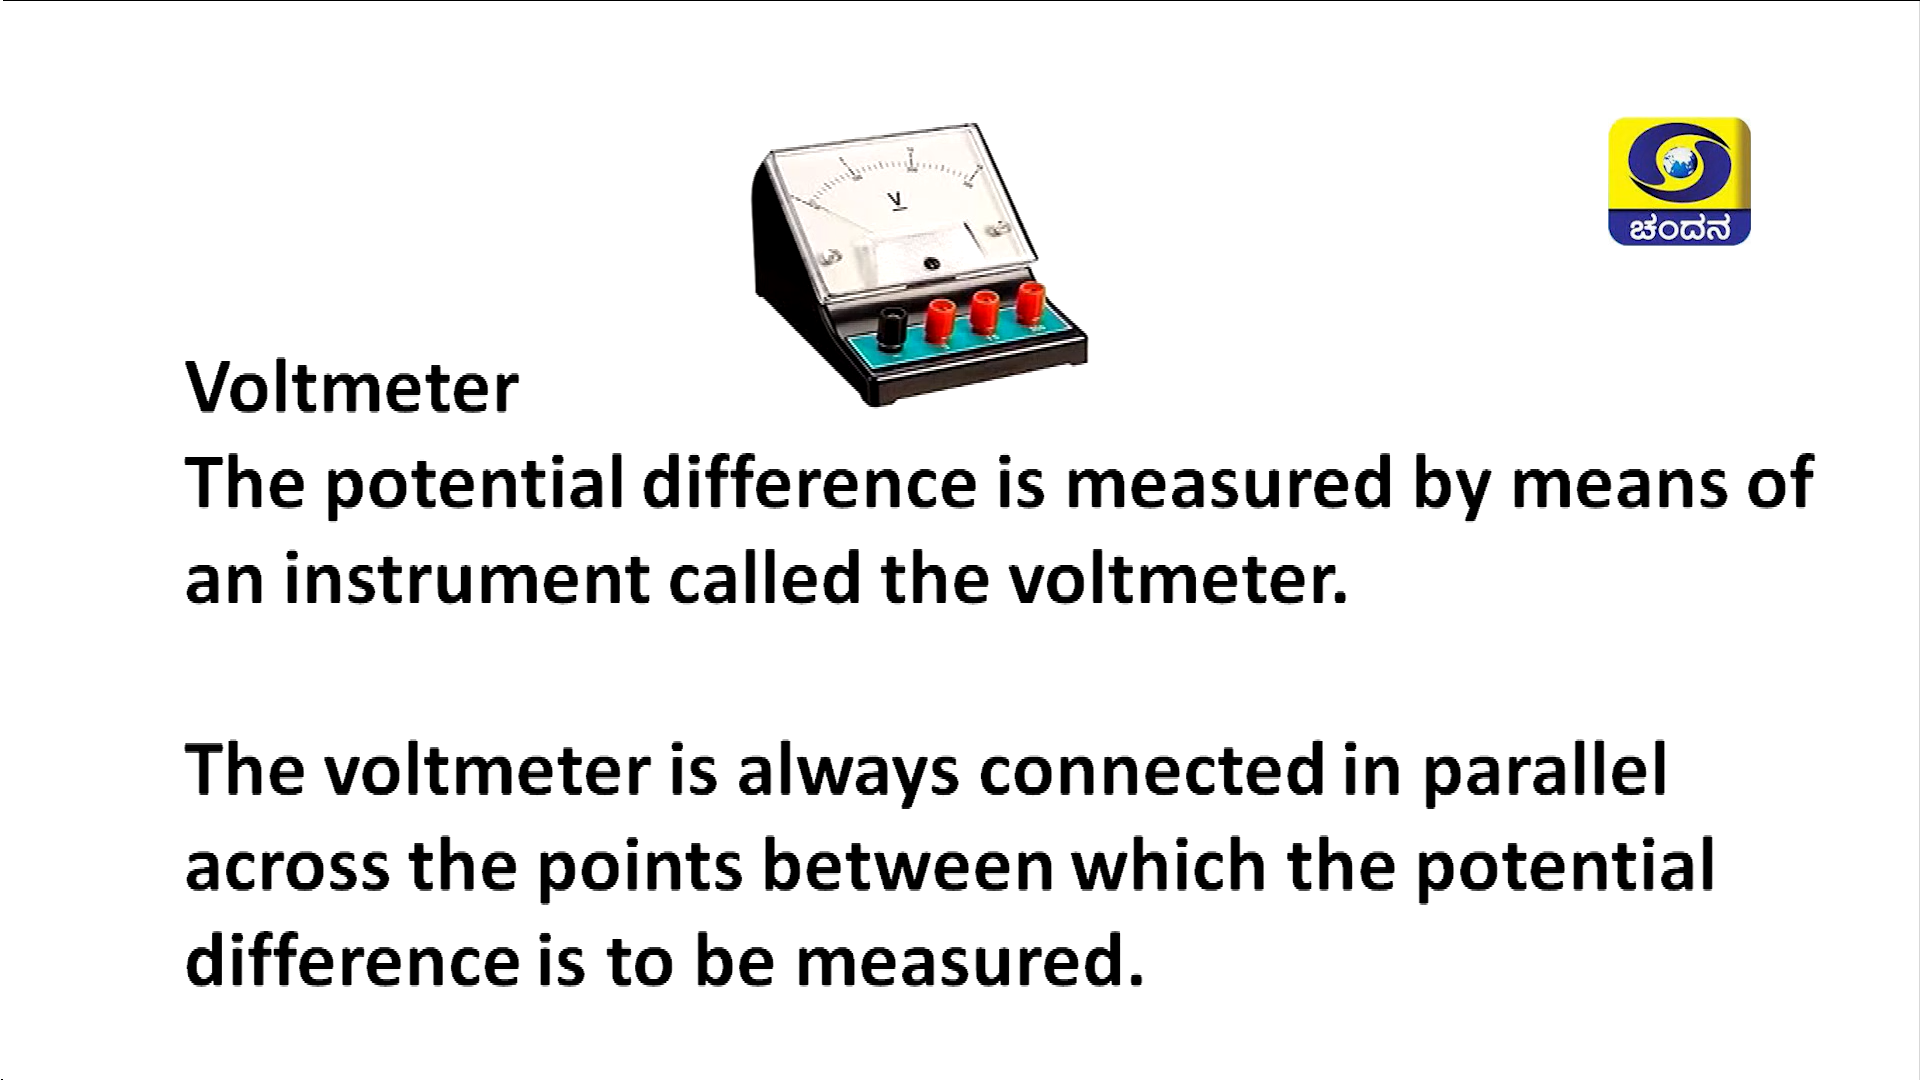 V
ಚಂದನ
Voltmeter
The potential difference is measured by means of
an instrument called the voltmeter.
The voltmeter is always connected in parallel
across the points between which the potential
difference is to be measured.